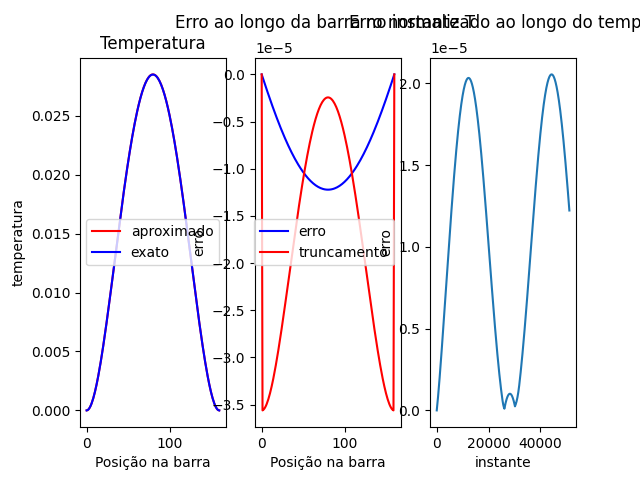 Erro ao longo da barra no instante T
Erro normalizado ao longo do temp
Temperatura
1e−5
1e−5
temperatura
0.025
0.020
0.015
0.010
0.005
0.000
aproximado
exato
0
100
Posição na barra
erro
0.0
−0.5
−1.0
−1.5
−2.0
−2.5
−3.0
−3.5
erro
truncamento
0
100
Posição na barra
erro
2.0
1.5
1.0
0.5
0.0
0
20000
40000
instante